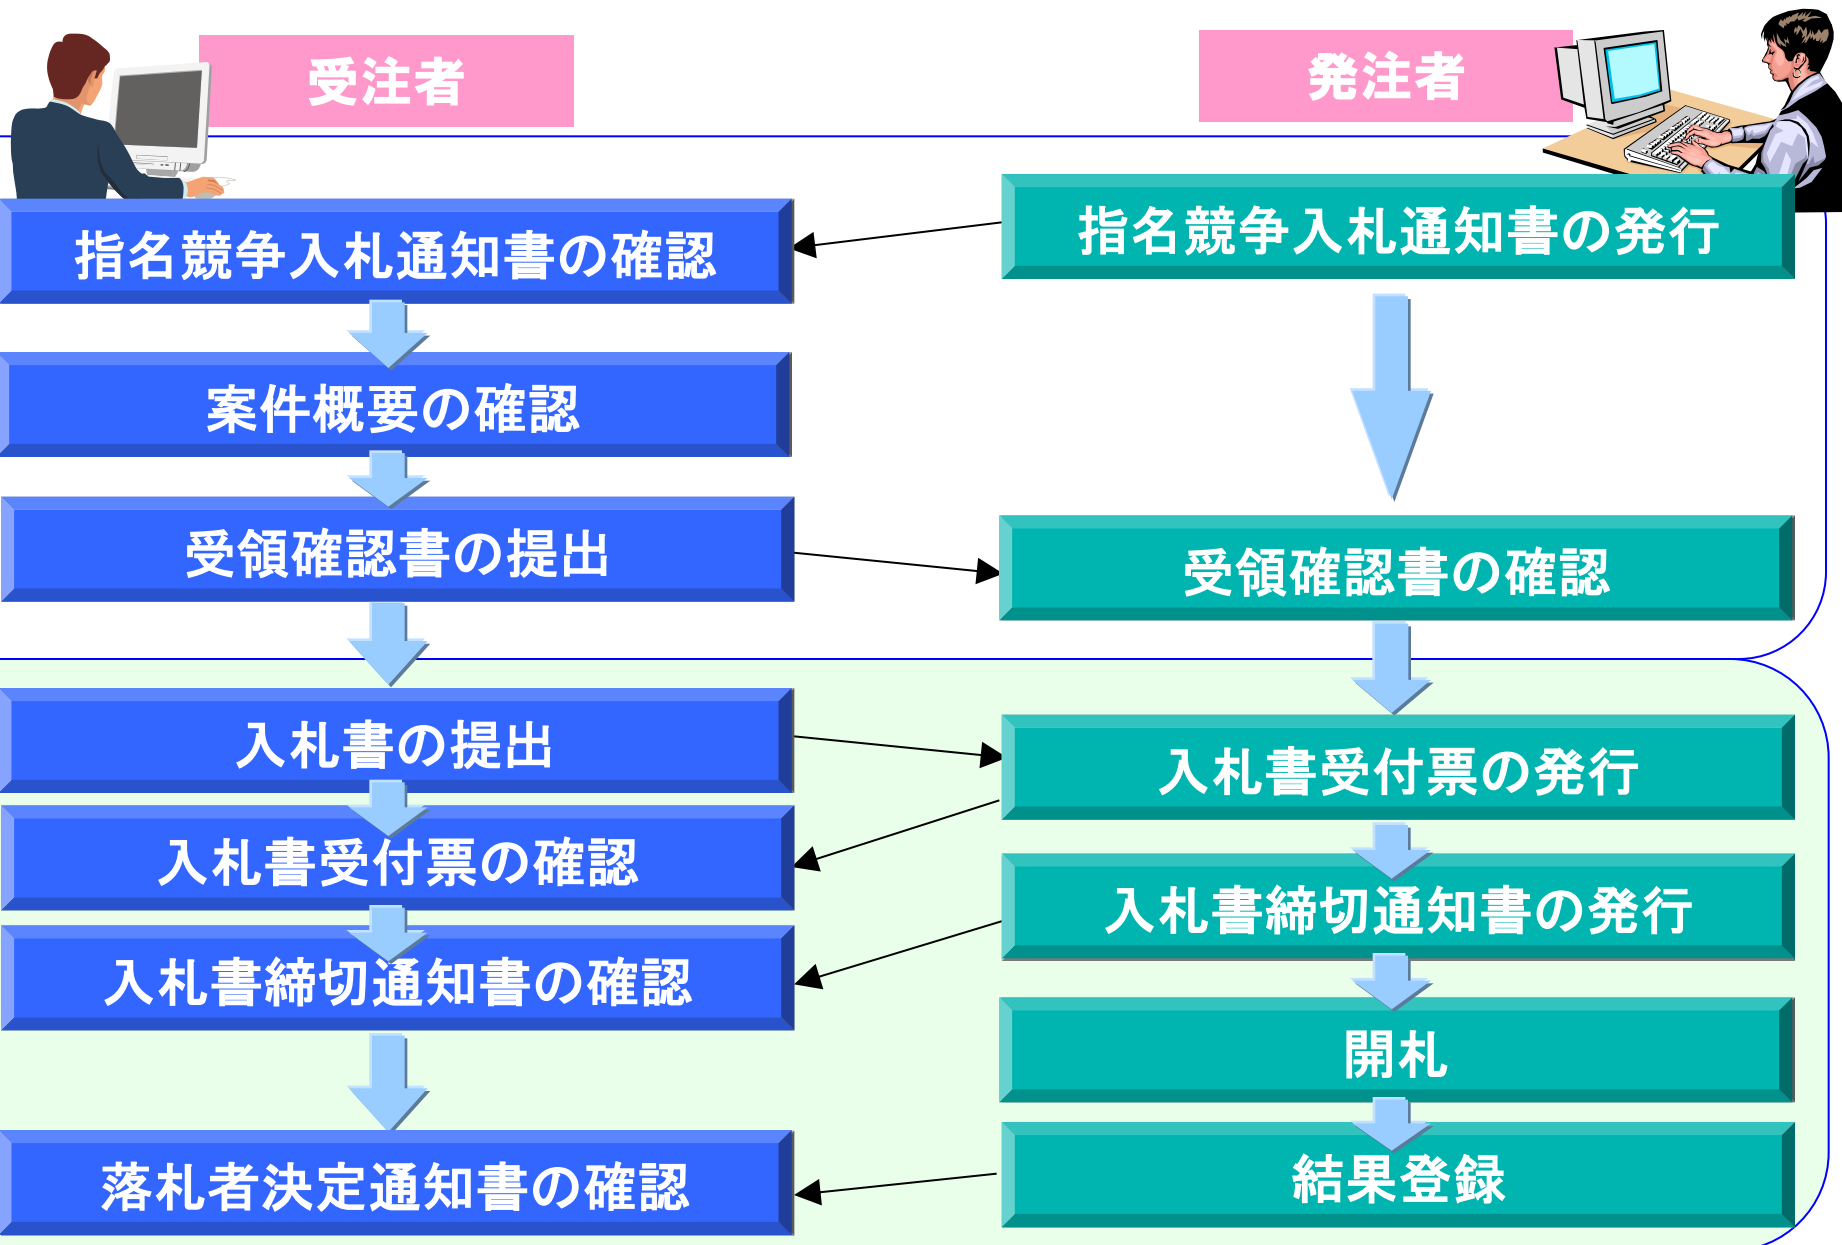 受注者
発注者
指名競争入札通知書の発行
指名競争入札通知書の確認
案件概要の確認
受領確認書の提出
受領確認書の確認
入札書の提出
入札書受付票の発行
入札書受付票の確認
入札書締切通知書の発行
入札書締切通知書の確認
開札
結果登録
落札者決定通知書の確認